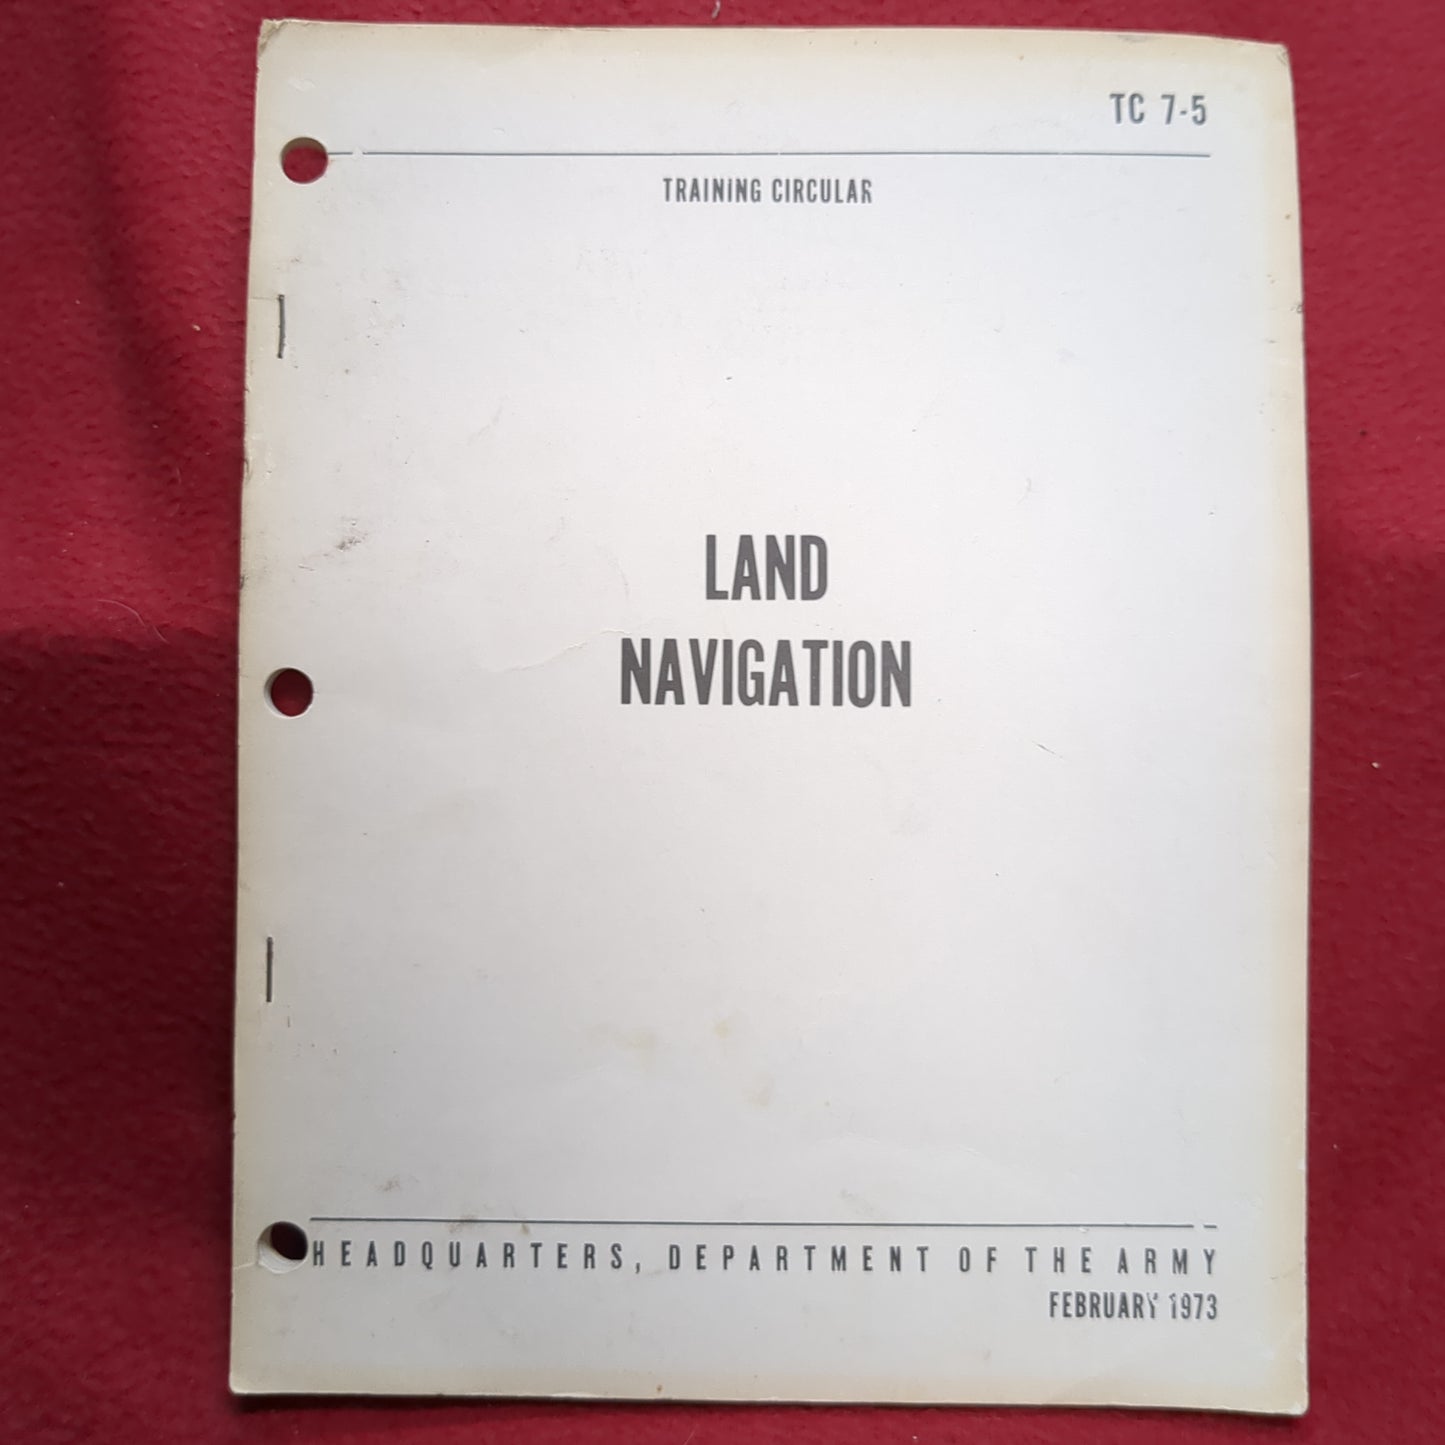 TC 7-5
TRAINING CIRCULAR
LAND
NAVIGATION
HEADQUARTERS, DEPARTMENT OF THE ARMY
FEBRUARY 1973